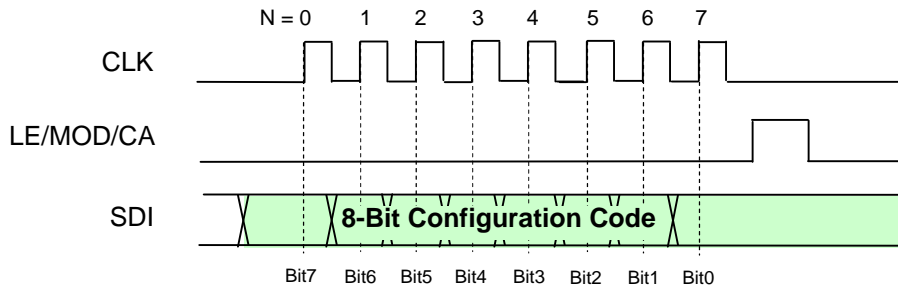 N = 0 1 2 3 4 5 6 7
CLK
LE/MOD/CA
SDI
8-Bit Configuration Code
Bit7 Bit6 Bit5 Bit4 Bit3 Bit2 Bit1 Bit0